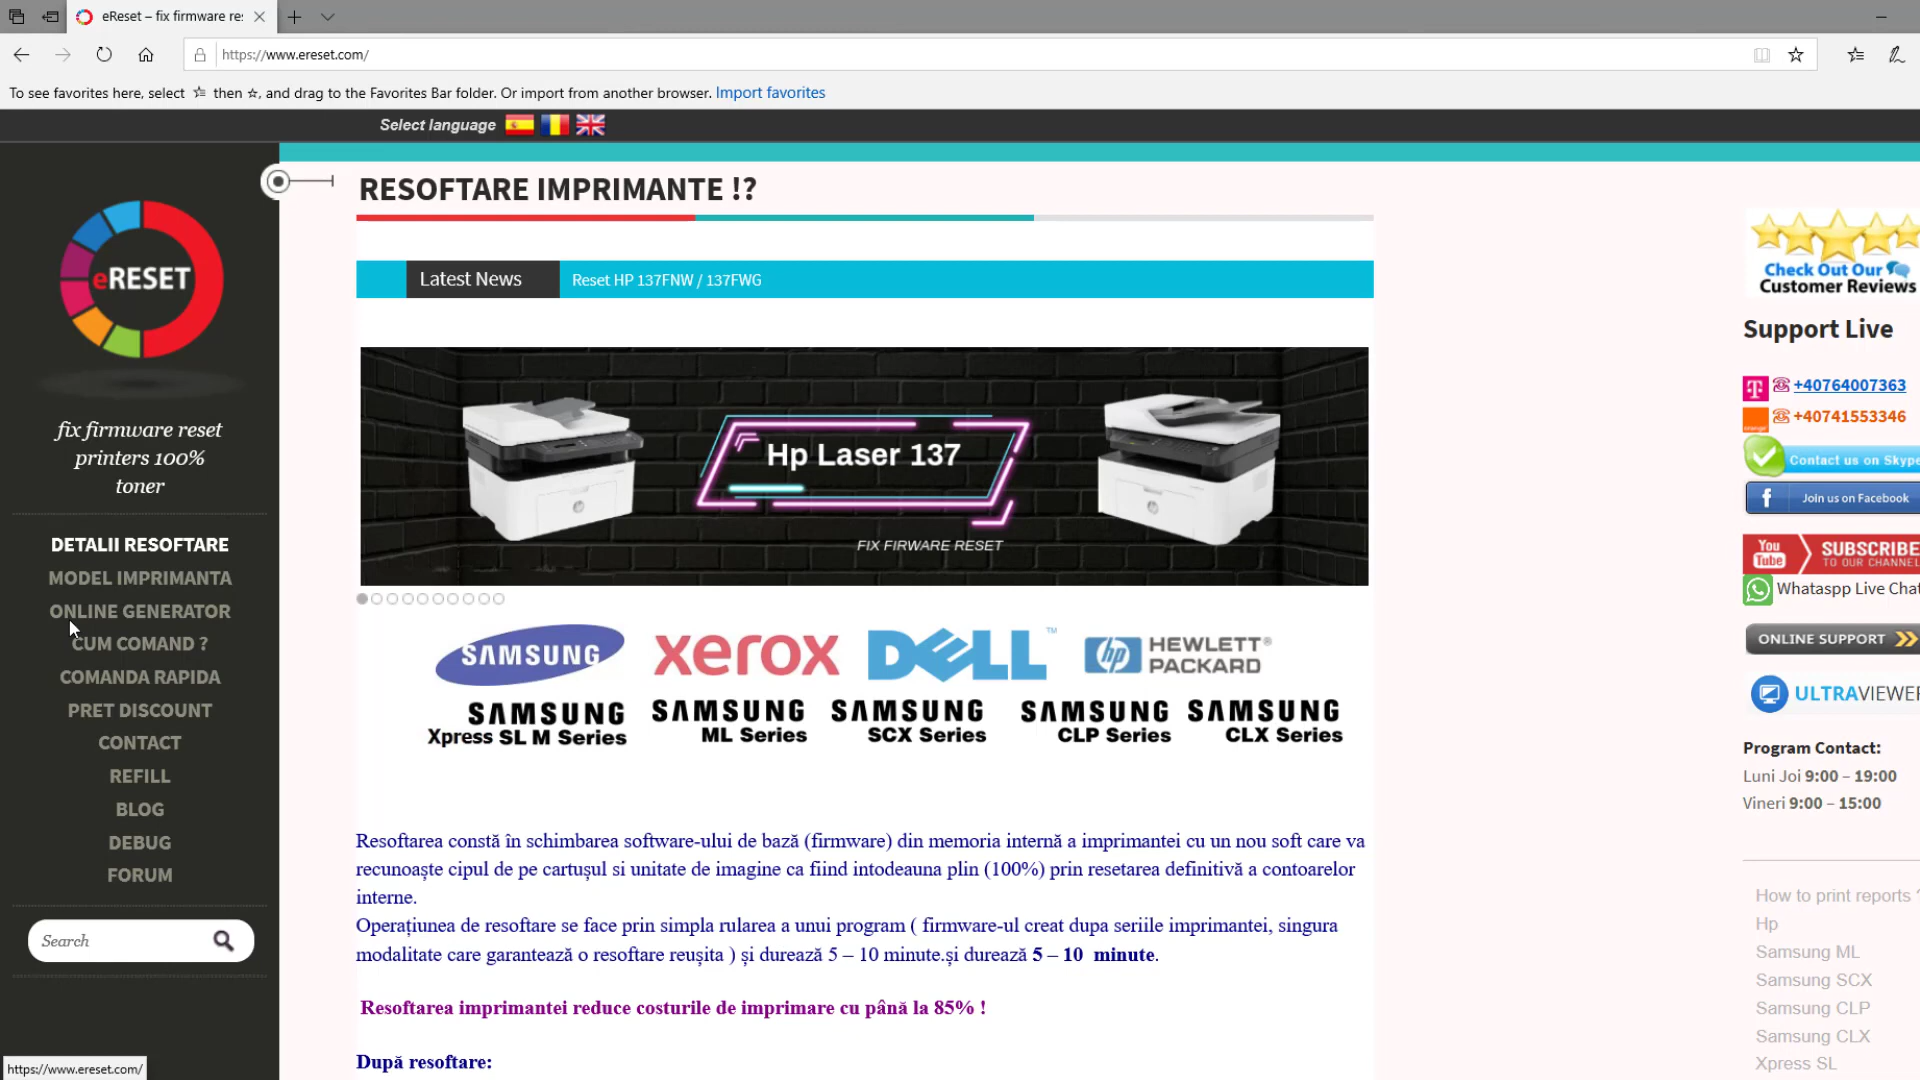 eReset – fix firmware re
https://www.ereset.com/
To see favorites here, select then ☆, and drag to the Favorites Bar folder. Or import from another browser. Import favorites
Select language
eRESET
fix firmware reset
printers 100%
toner
DETALII RESOFTARE
MODEL IMPRIMANTA
ONLINE GENERATOR
CUM COMAND ?
COMANDA RAPIDA
PRET DISCOUNT
CONTACT
REFILL
BLOG
DEBUG
FORUM
Search
https://www.ereset.com/
RESOFTARE IMPRIMANTE !?
Latest News
Reset HP 137FNW / 137FWG
Hp Laser 137
FIX FIRWARE RESET
SAMSUNG xerox DELL™ hp HEWLETT® PACKARD
SAMSUNG SAMSUNG SAMSUNG SAMSUNG SAMSUNG
Xpress SL M Series ML Series SCX Series CLP Series CLX Series
Resoftarea constă în schimbarea software-ului de bază (firmware) din memoria internă a imprimantei cu un nou soft care va
recunoaște cipul de pe cartușul si unitate de imagine ca fiind intodeauna plin (100%) prin resetarea definitivă a contoarelor
interne.
Operațiunea de resoftare se face prin simpla rularea a unui program ( firmware-ul creat dupa seriile imprimantei, singura
modalitate care garantează o resoftare reușita ) și durează 5 – 10 minute.și durează 5 – 10 minute.
Resoftarea imprimantei reduce costurile de imprimare cu până la 85% !
După resoftare:
Check Out Our
Customer Reviews
Support Live
T +40764007363
orange +40741553346
Contact us on Skype
f Join us on Facebook
You Tube SUBSCRIBE
TO OUR CHANNEL
Whataspp Live Chat
ONLINE SUPPORT
ULTRAVIEWER
Program Contact:
Luni Joi 9:00 – 19:00
Vineri 9:00 – 15:00
How to print reports ?
Hp
Samsung ML
Samsung SCX
Samsung CLP
Samsung CLX
Xpress SL